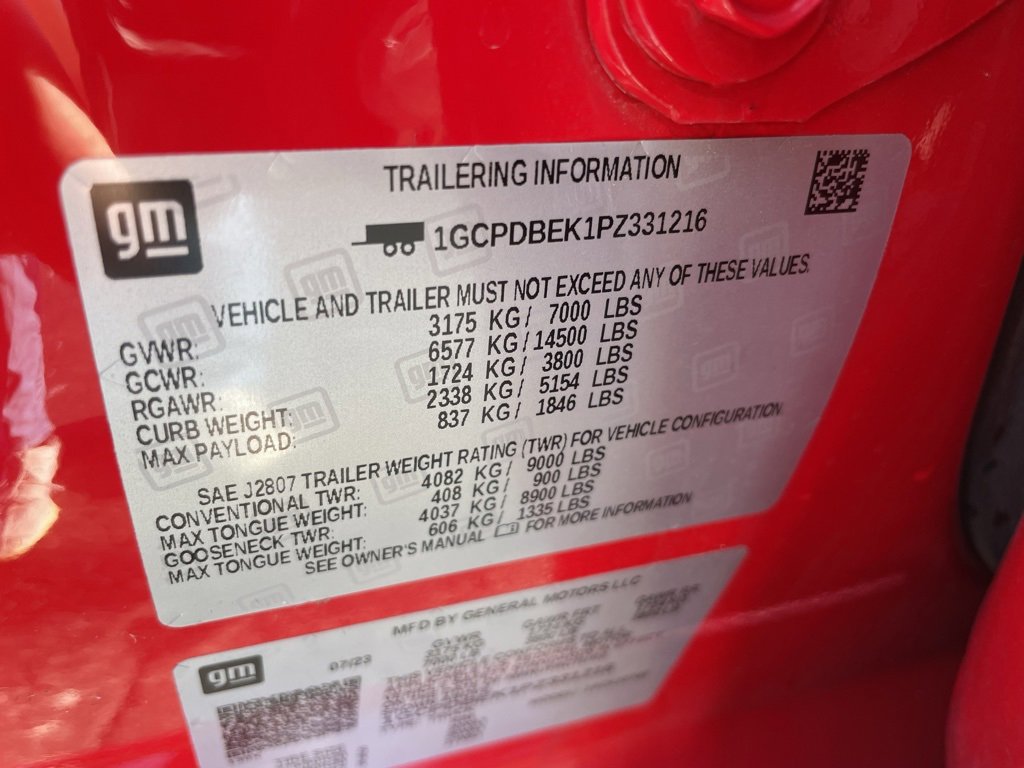 gm
TRAILERING INFORMATION
1GCPDBEK1PZ331216
VEHICLE AND TRAILER MUST NOT EXCEED ANY OF THESE VALUES.
GVWR: 3175 KG/ 7000 LBS
GCWR: 6577 KG/ 14500 LBS
RGAWR: 1724 KG/ 3800 LBS
CURB WEIGHT: 2338 KG/ 5154 LBS
MAX PAYLOAD: 837 KG/ 1846 LBS
SAE J2807 TRAILER WEIGHT RATING (TWR) FOR VEHICLE CONFIGURATION
CONVENTIONAL TWR: 4082 KG/ 9000 LBS
MAX TONGUE WEIGHT: 408 KG/ 900 LBS
GOOSENECK TWR: 4037 KG/ 8900 LBS
MAX TONGUE WEIGHT: 606 KG/ 1335 LBS
SEE OWNER'S MANUAL FOR MORE INFORMATION
MFD BY GENERAL MOTORS LLC
gm
07/23
GVWR
GAWR FRT